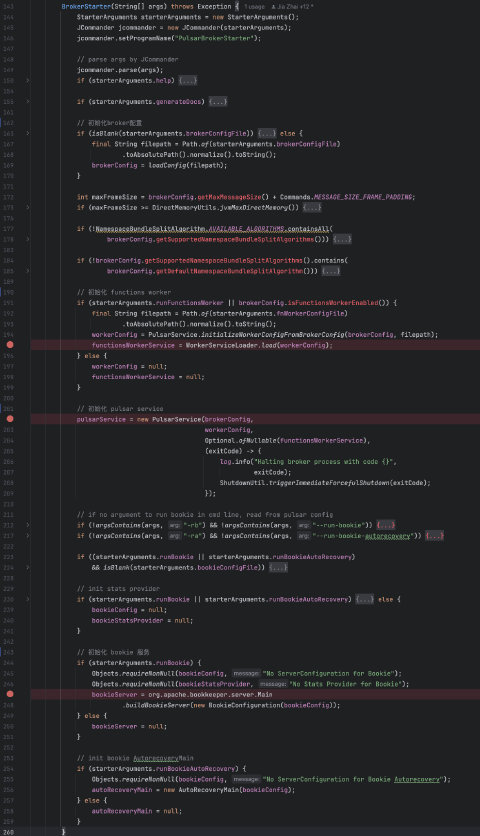 143 BrokerStarter(String[] args) throws Exception { 1 usage Jia Zhai +12 *
144 StarterArguments starterArguments = new StarterArguments();
145 JCommander jcommander = new JCommander(starterArguments);
146 jcommander.setProgramName("PulsarBrokerStarter");
147
148 // parse args by JCommander
149 jcommander.parse(args);
150 if (starterArguments.help) {...}
154
155 if (starterArguments.generateDocs) {...}
161
162 // 初始化broker配置
163 if (isBlank(starterArguments.brokerConfigFile)) {...} else {
167 final String filepath = Path.of(starterArguments.brokerConfigFile)
168 .toAbsolutePath().normalize().toString();
169 brokerConfig = loadConfig(filepath);
170 }
171
172 int maxFrameSize = brokerConfig.getMaxMessageSize() + Commands.MESSAGE_SIZE_FRAME_PADDING;
173 if (maxFrameSize >= DirectMemoryUtils.jvmMaxDirectMemory()) {...}
176
177 if (!NamespaceBundleSplitAlgorithm.AVAILABLE_ALGORITHMS.containsAll(
178 brokerConfig.getSupportedNamespaceBundleSplitAlgorithms())) {...}
183
184 if (!brokerConfig.getSupportedNamespaceBundleSplitAlgorithms().contains(
185 brokerConfig.getDefaultNamespaceBundleSplitAlgorithm())) {...}
189
190 // 初始化 functions worker
191 if (starterArguments.runFunctionsWorker || brokerConfig.isFunctionsWorkerEnabled()) {
192 final String filepath = Path.of(starterArguments.fnWorkerConfigFile)
193 .toAbsolutePath().normalize().toString();
194 workerConfig = PulsarService.initializeWorkerConfigFromBrokerConfig(brokerConfig, filepath);
functionsWorkerService = WorkerServiceLoader.load(workerConfig);
196 } else {
197 workerConfig = null;
198 functionsWorkerService = null;
199 }
200
201 // 初始化 pulsar service
pulsarService = new PulsarService(brokerConfig,
203 workerConfig,
204 Optional.ofNullable(functionsWorkerService),
205 (exitCode) -> {
206 log.info("Halting broker process with code {}",
207 exitCode);
208 ShutdownUtil.triggerImmediateForcefulShutdown(exitCode);
209 });
210
211 // if no argument to run bookie in cmd line, read from pulsar config
212 if (!argsContains(args, arg: "-rb") && !argsContains(args, arg: "--run-bookie")) {...}
217 if (!argsContains(args, arg: "-ra") && !argsContains(args, arg: "--run-bookie-autorecovery")) {...}
222
223 if ((starterArguments.runBookie || starterArguments.runBookieAutoRecovery)
224 && isBlank(starterArguments.bookieConfigFile)) {...}
227 // init stats provider
228 if (starterArguments.runBookie || starterArguments.runBookieAutoRecovery) {...} else {
239 bookieConfig = null;
240 bookieStatsProvider = null;
241 }
242
243 // 初始化 bookie 服务
244 if (starterArguments.runBookie) {
245 Objects.requireNonNull(bookieConfig, message: "No ServerConfiguration for Bookie");
246 Objects.requireNonNull(bookieStatsProvider, message: "No Stats Provider for Bookie");
bookieServer = org.apache.bookkeeper.server.Main
248 .buildBookieServer(new BookieConfiguration(bookieConfig));
249 } else {
250 bookieServer = null;
251 }
252
253 // init bookie AutorecoveryMain
254 if (starterArguments.runBookieAutoRecovery) {
255 Objects.requireNonNull(bookieConfig, message: "No ServerConfiguration for Bookie Autorecovery");
256 autoRecoveryMain = new AutoRecoveryMain(bookieConfig);
257 } else {
258 autoRecoveryMain = null;
259 }
260 }